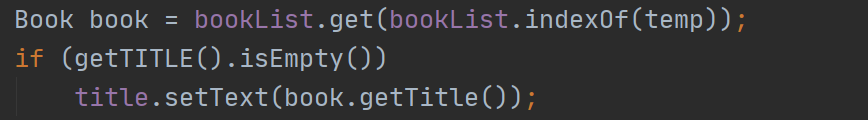 Book book = bookList.get(bookList.indexOf(temp));
if (getTITLE().isEmpty())
    title.setText(book.getTitle());